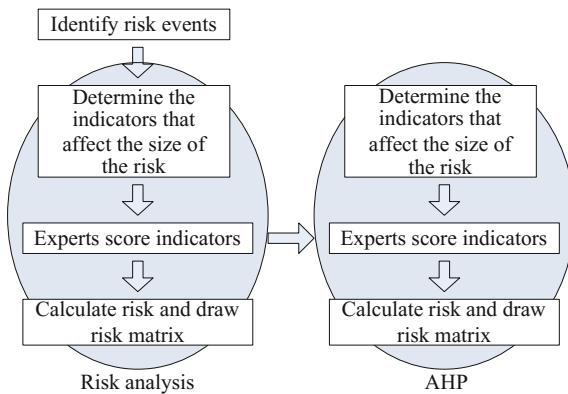 Identify risk events
Determine the
indicators that
affect the size of
the risk
Experts score indicators
Calculate risk and draw
risk matrix
Risk analysis
Determine the
indicators that
affect the size of
the risk
Experts score indicators
Calculate risk and draw
risk matrix
AHP